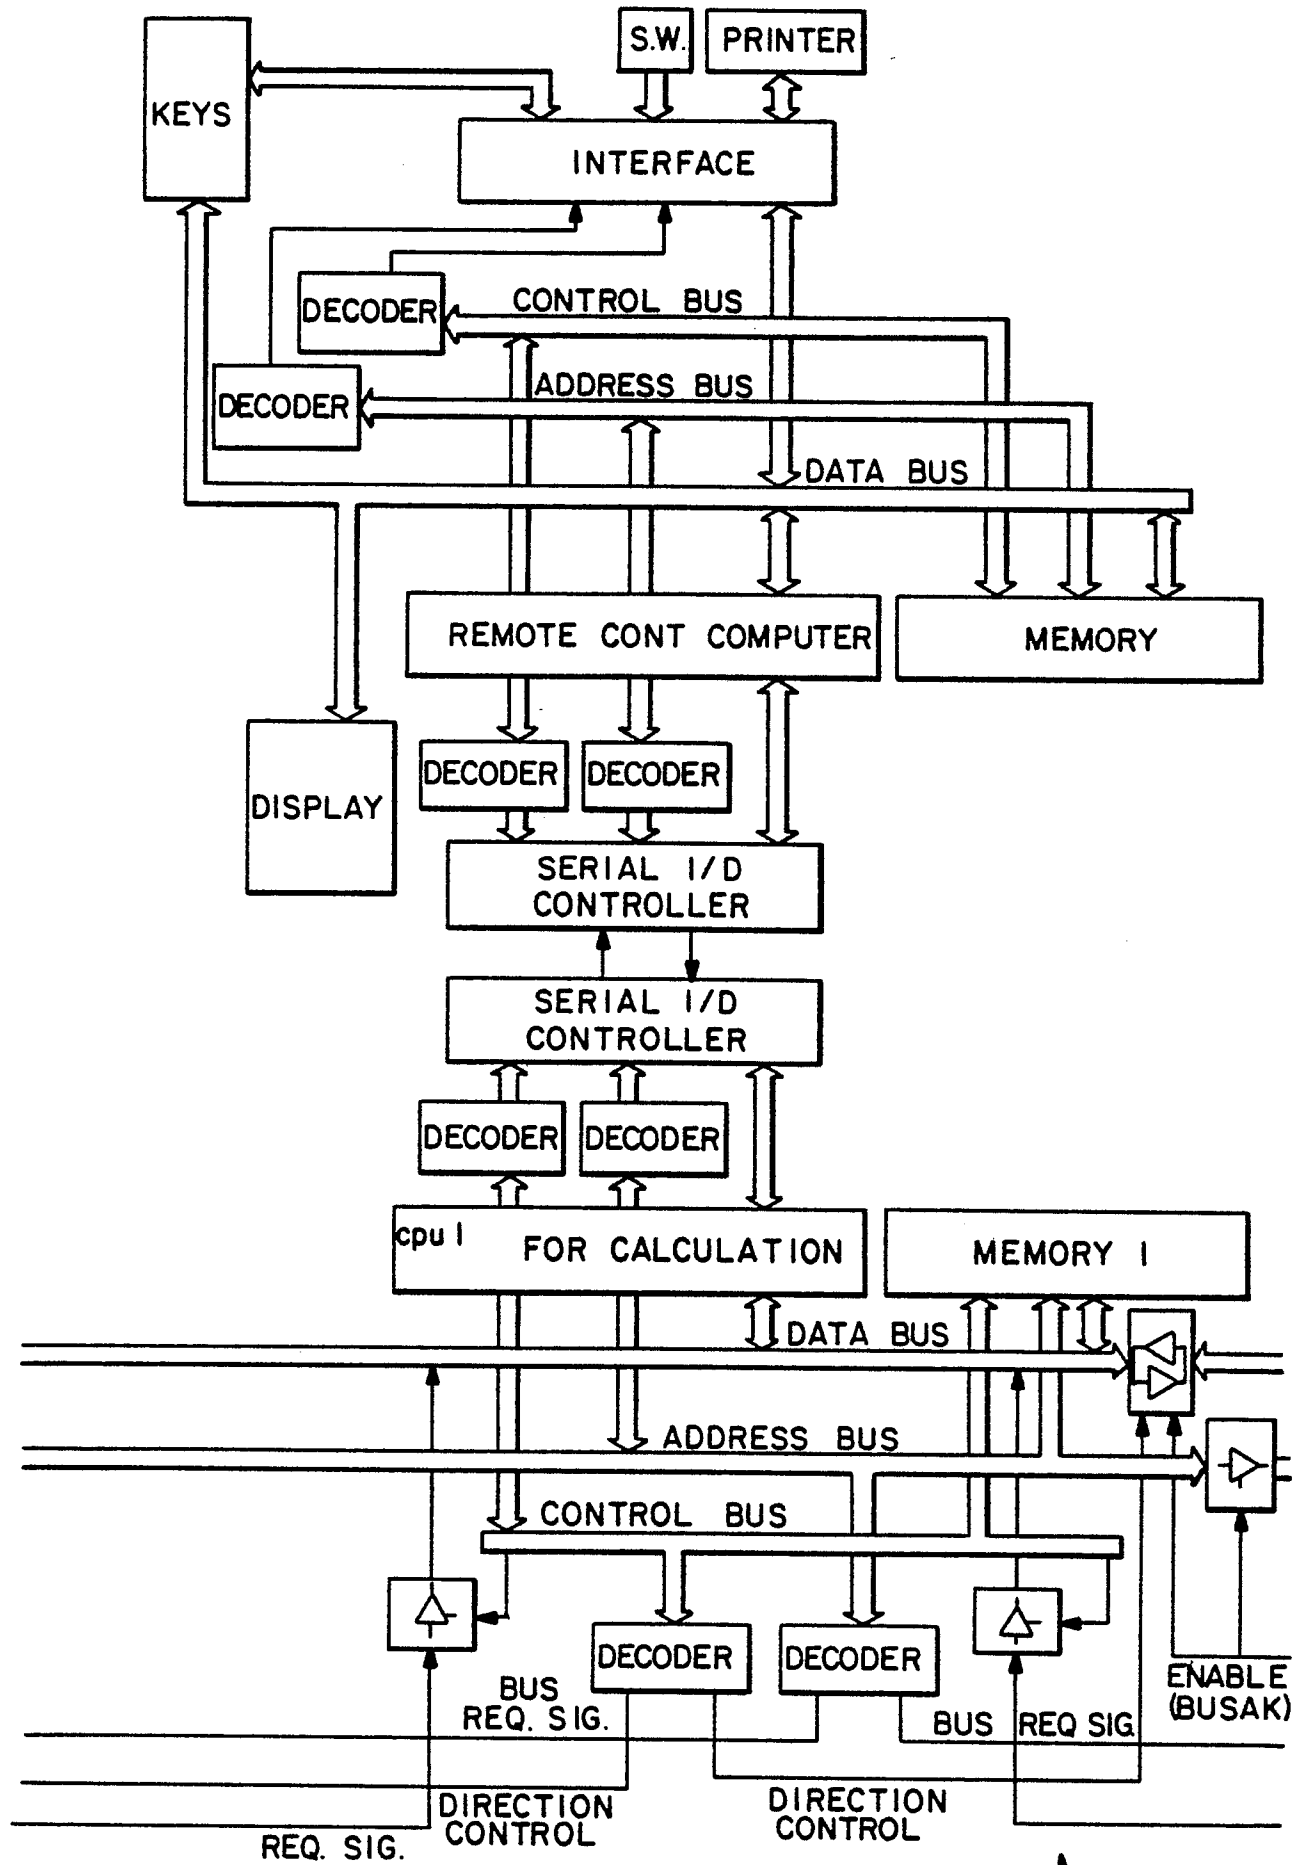 S.W.
PRINTER
KEYS
INTERFACE
DECODER
CONTROL BUS
DECODER
ADDRESS BUS
DATA BUS
REMOTE CONT COMPUTER
MEMORY
DISPLAY
DECODER
DECODER
SERIAL I/D
CONTROLLER
SERIAL I/D
CONTROLLER
DECODER
DECODER
cpu I
FOR CALCULATION
MEMORY I
DATA BUS
ADDRESS BUS
CONTROL BUS
DECODER
DECODER
BUS
REQ. SIG.
BUS REQ SIG
ENABLE
(BUSAK)
DIRECTION
CONTROL
DIRECTION
CONTROL
REQ. SIG.